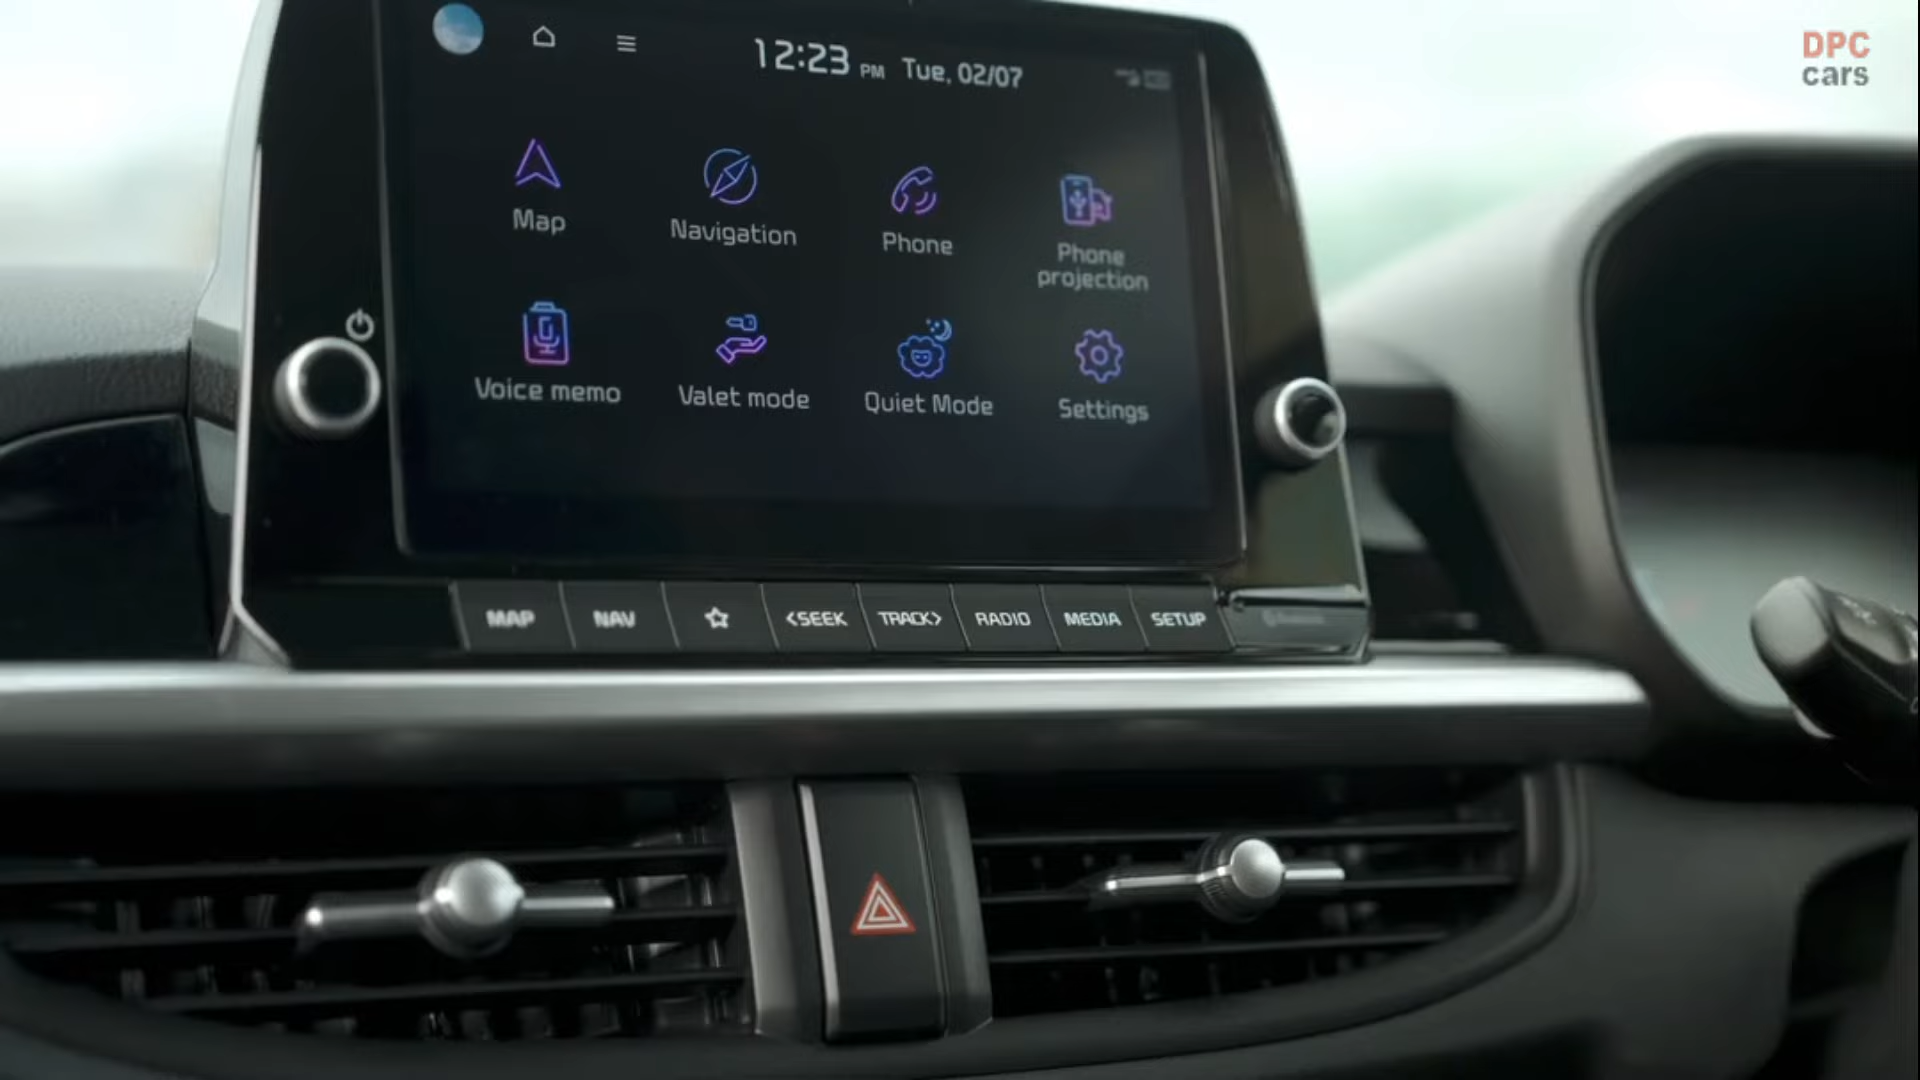 DPC
cars
12:23 PM Tue, 02/07
Map
Navigation
Phone
Phone
projection
Voice memo
Valet mode
Quiet Mode
Settings
MAP
NAV
<SEEK
TRACK>
RADIO
MEDIA
SETUP